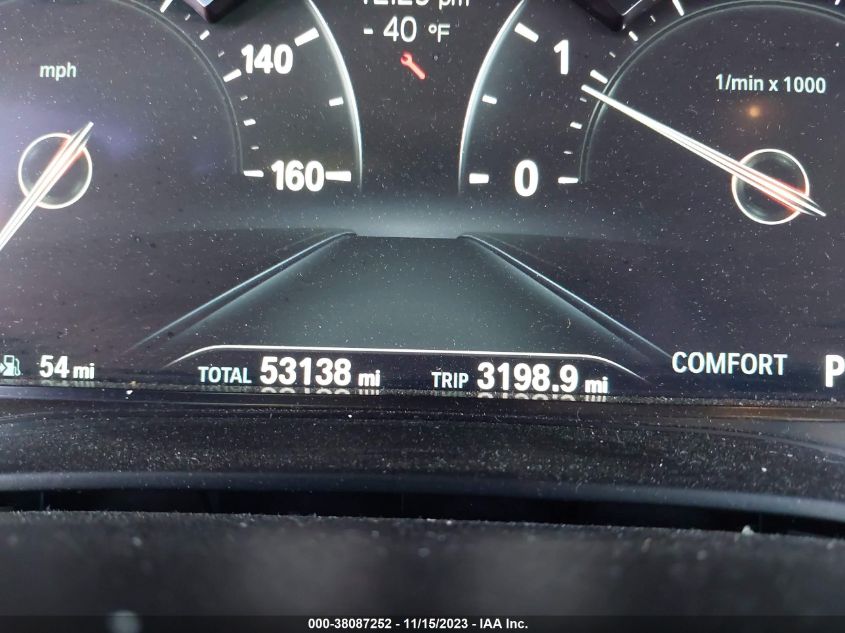 pm
- 40 °F
mph
140
160
1
0
1/min x 1000
54 mi
TOTAL 53138 mi
TRIP 3198.9 mi
COMFORT
P
000-38087252 - 11/15/2023 - IAA Inc.